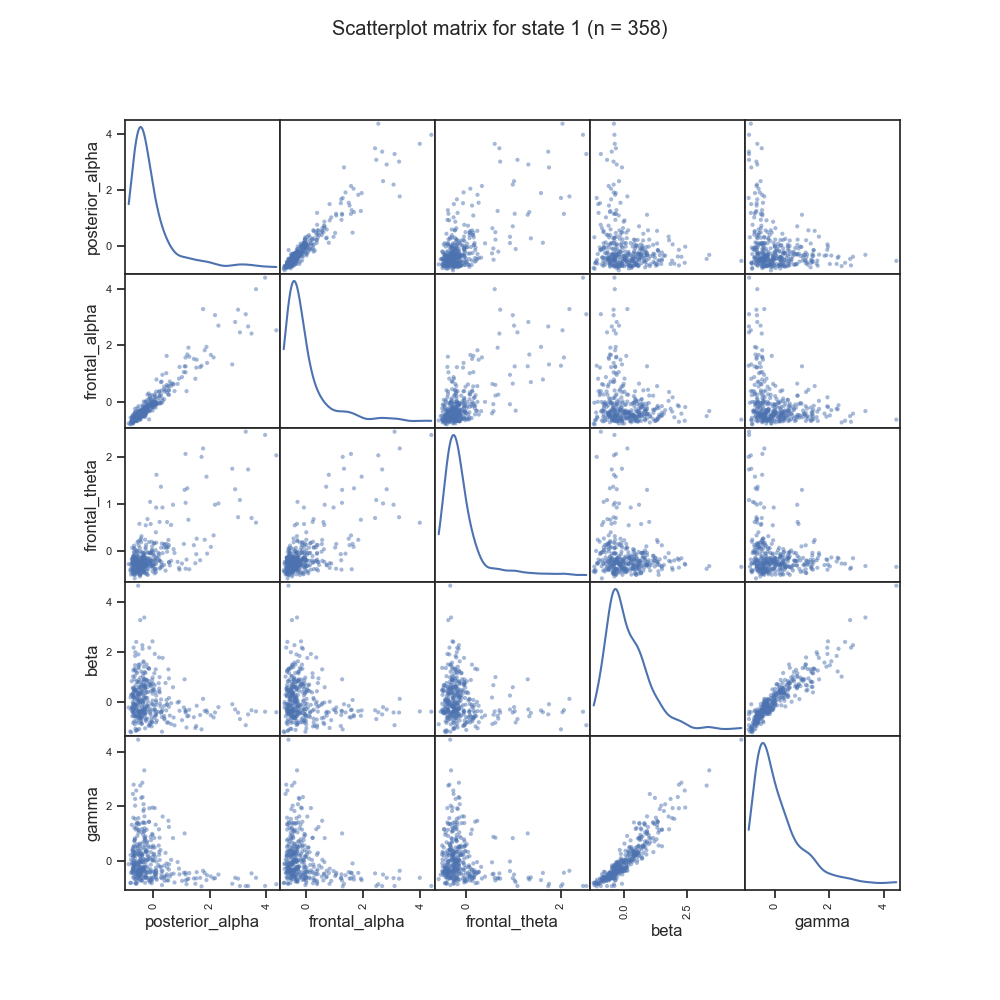 Scatterplot matrix for state 1 (n = 358)
posterior_alpha
4
2
0
frontal_alpha
4
2
0
frontal_theta
2
1
0
beta
4
2
0
gamma
4
2
0
0 2 4 0 2 4 0 2 0.0 2.5 0 2 4
posterior_alpha frontal_alpha frontal_theta beta gamma